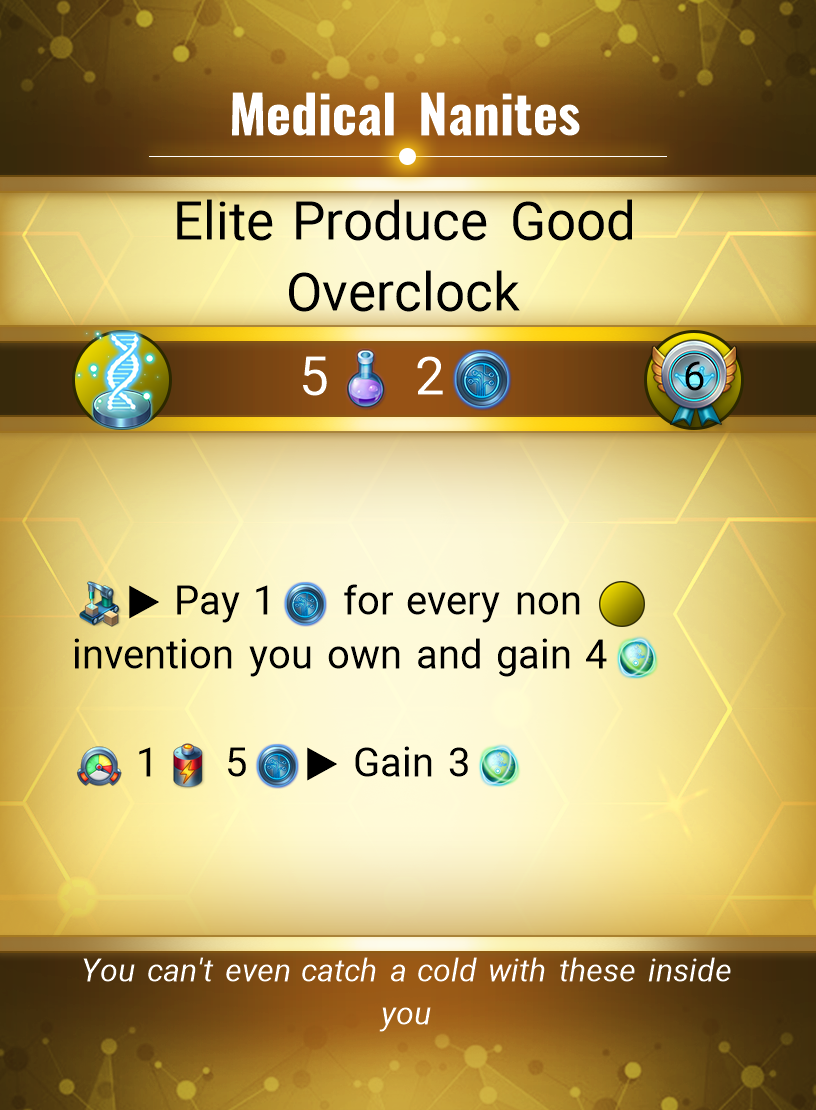 Medical Nanites
Elite Produce Good
Overclock
5 2
6
▶ Pay 1 for every non
invention you own and gain 4
1 5 ▶ Gain 3
You can't even catch a cold with these inside
you